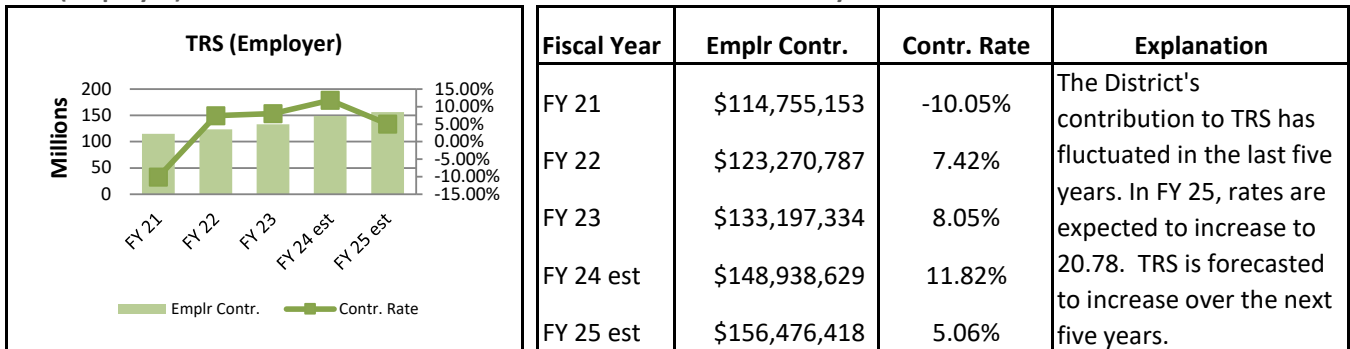 TRS (Employer)
Millions
200
150
100
50
0
15.00%
10.00%
5.00%
0.00%
-5.00%
-10.00%
-15.00%
FY 21
FY 22
FY 23
FY 24 est
FY 25 est
Emplr Contr.
Contr. Rate
Fiscal Year Emplr Contr. Contr. Rate Explanation
FY 21 $114,755,153 -10.05%
FY 22 $123,270,787 7.42%
FY 23 $133,197,334 8.05%
FY 24 est $148,938,629 11.82%
FY 25 est $156,476,418 5.06%
The District's
contribution to TRS has
fluctuated in the last five
years. In FY 25, rates are
expected to increase to
20.78. TRS is forecasted
to increase over the next
five years.